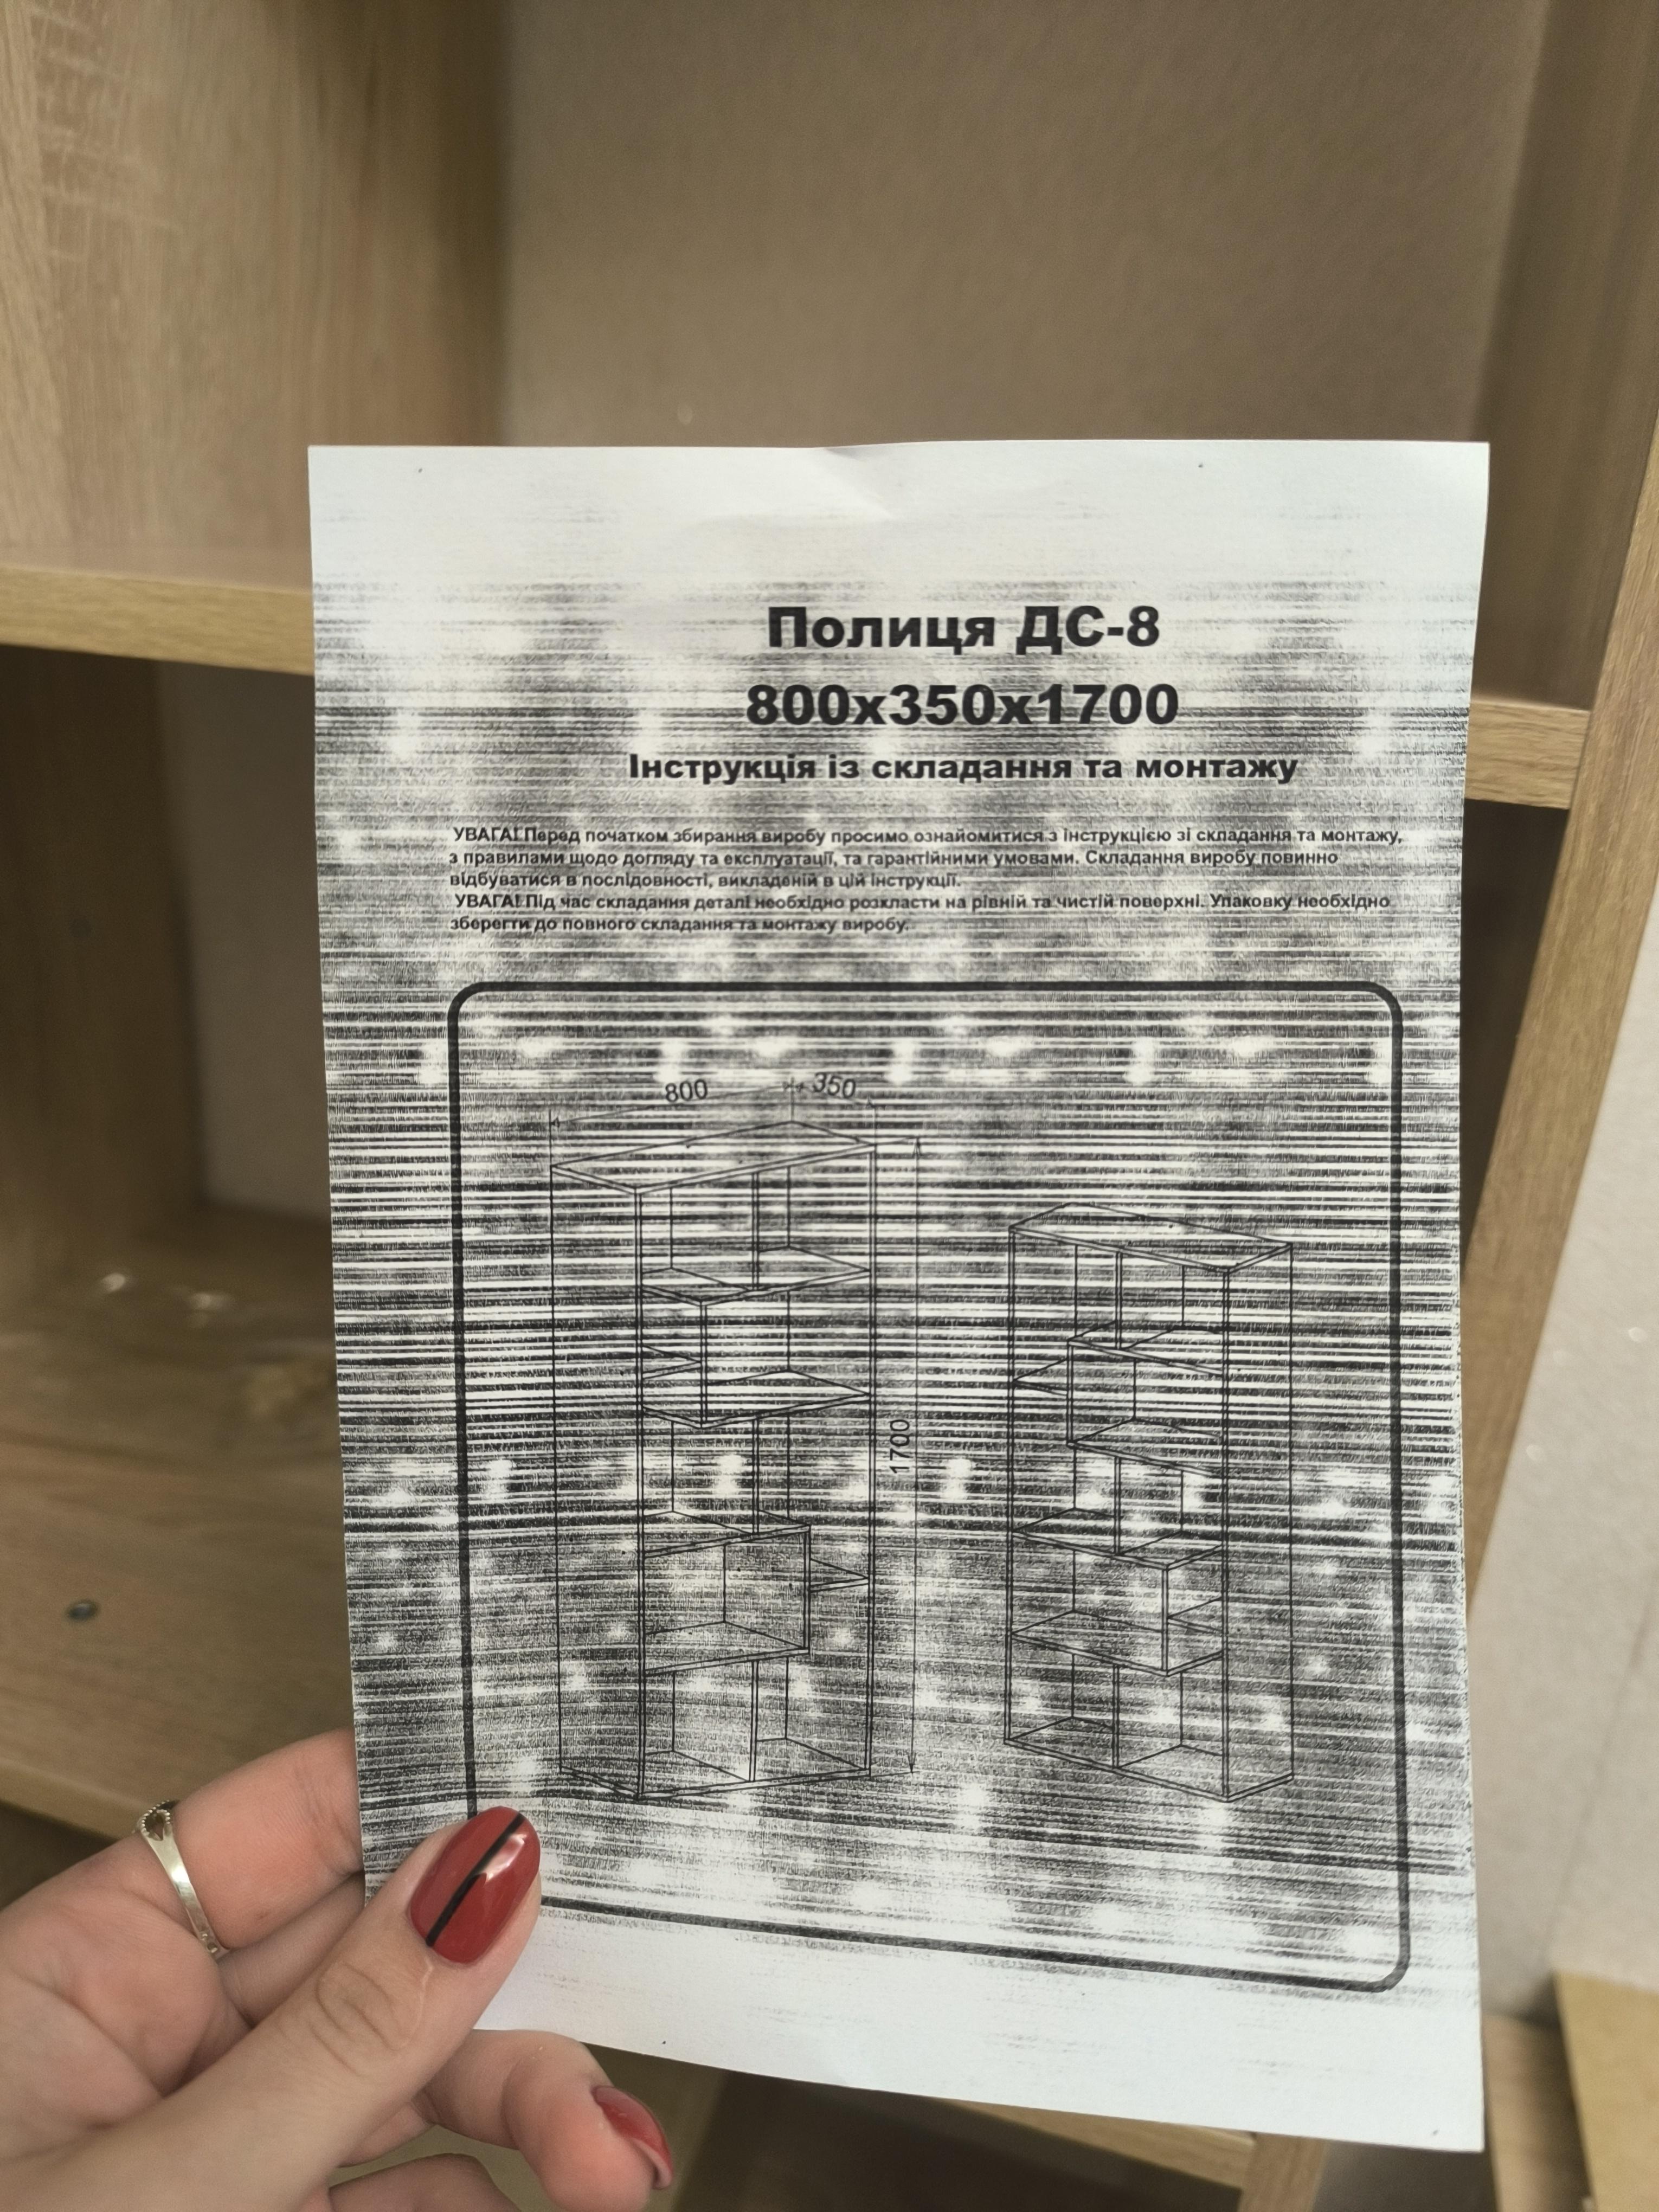 Полиця ДС-8
800х350х1700
Інструкція із складання та монтажу
УВАГА! Перед початком збирання виробу просимо ознайомитися з інструкцією зі складання та монтажу,
з правилами щодо догляду та експлуатації, та гарантійними умовами. Складання виробу повинно
відбуватися в послідовності, викладеній в цій інструкції.
УВАГА! Під час складання деталі необхідно розкласти на рівній та чистій поверхні. Упаковку необхідно
зберегти до повного складання та монтажу виробу.
800 350
1700